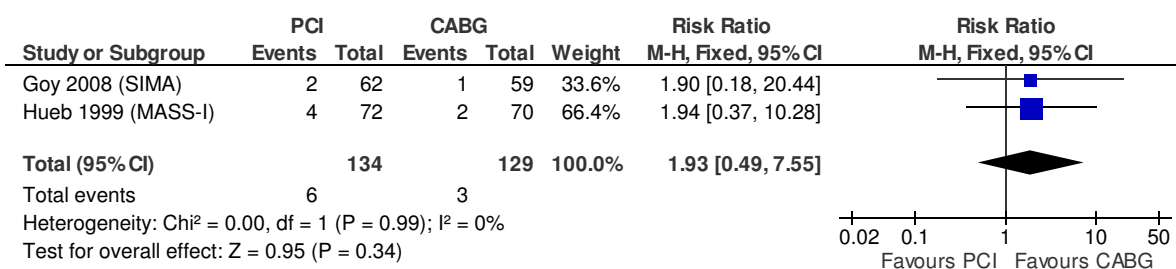 PCI CABG Risk Ratio Risk Ratio
Study or Subgroup Events Total Events Total Weight M-H, Fixed, 95% CI M-H, Fixed, 95% CI
Goy 2008 (SIMA) 2 62 1 59 33.6% 1.90 [0.18, 20.44]
Hueb 1999 (MASS-I) 4 72 2 70 66.4% 1.94 [0.37, 10.28]
Total (95% CI) 134 129 100.0% 1.93 [0.49, 7.55]
Total events 6 3
Heterogeneity: Chi² = 0.00, df = 1 (P = 0.99); I² = 0%
Test for overall effect: Z = 0.95 (P = 0.34)
0.02 0.1 1 10 50
Favours PCI Favours CABG